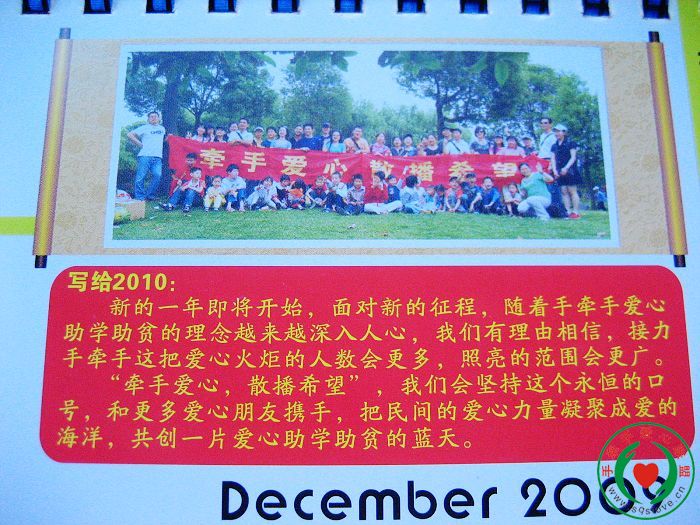 牵手爱心 散播希望
写给2010：
新的一年即将开始，面对新的征程，随着手牵手爱心
助学助贫的理念越来越深入人心，我们有理由相信，接力
手牵手这把爱心火炬的人数会更多，照亮的范围会更广。
“牵手爱心，散播希望”，我们会坚持这个永恒的口
号，和更多爱心朋友携手，把民间的爱心力量凝聚成爱的
海洋，共创一片爱心助学助贫的蓝天。
December 2009